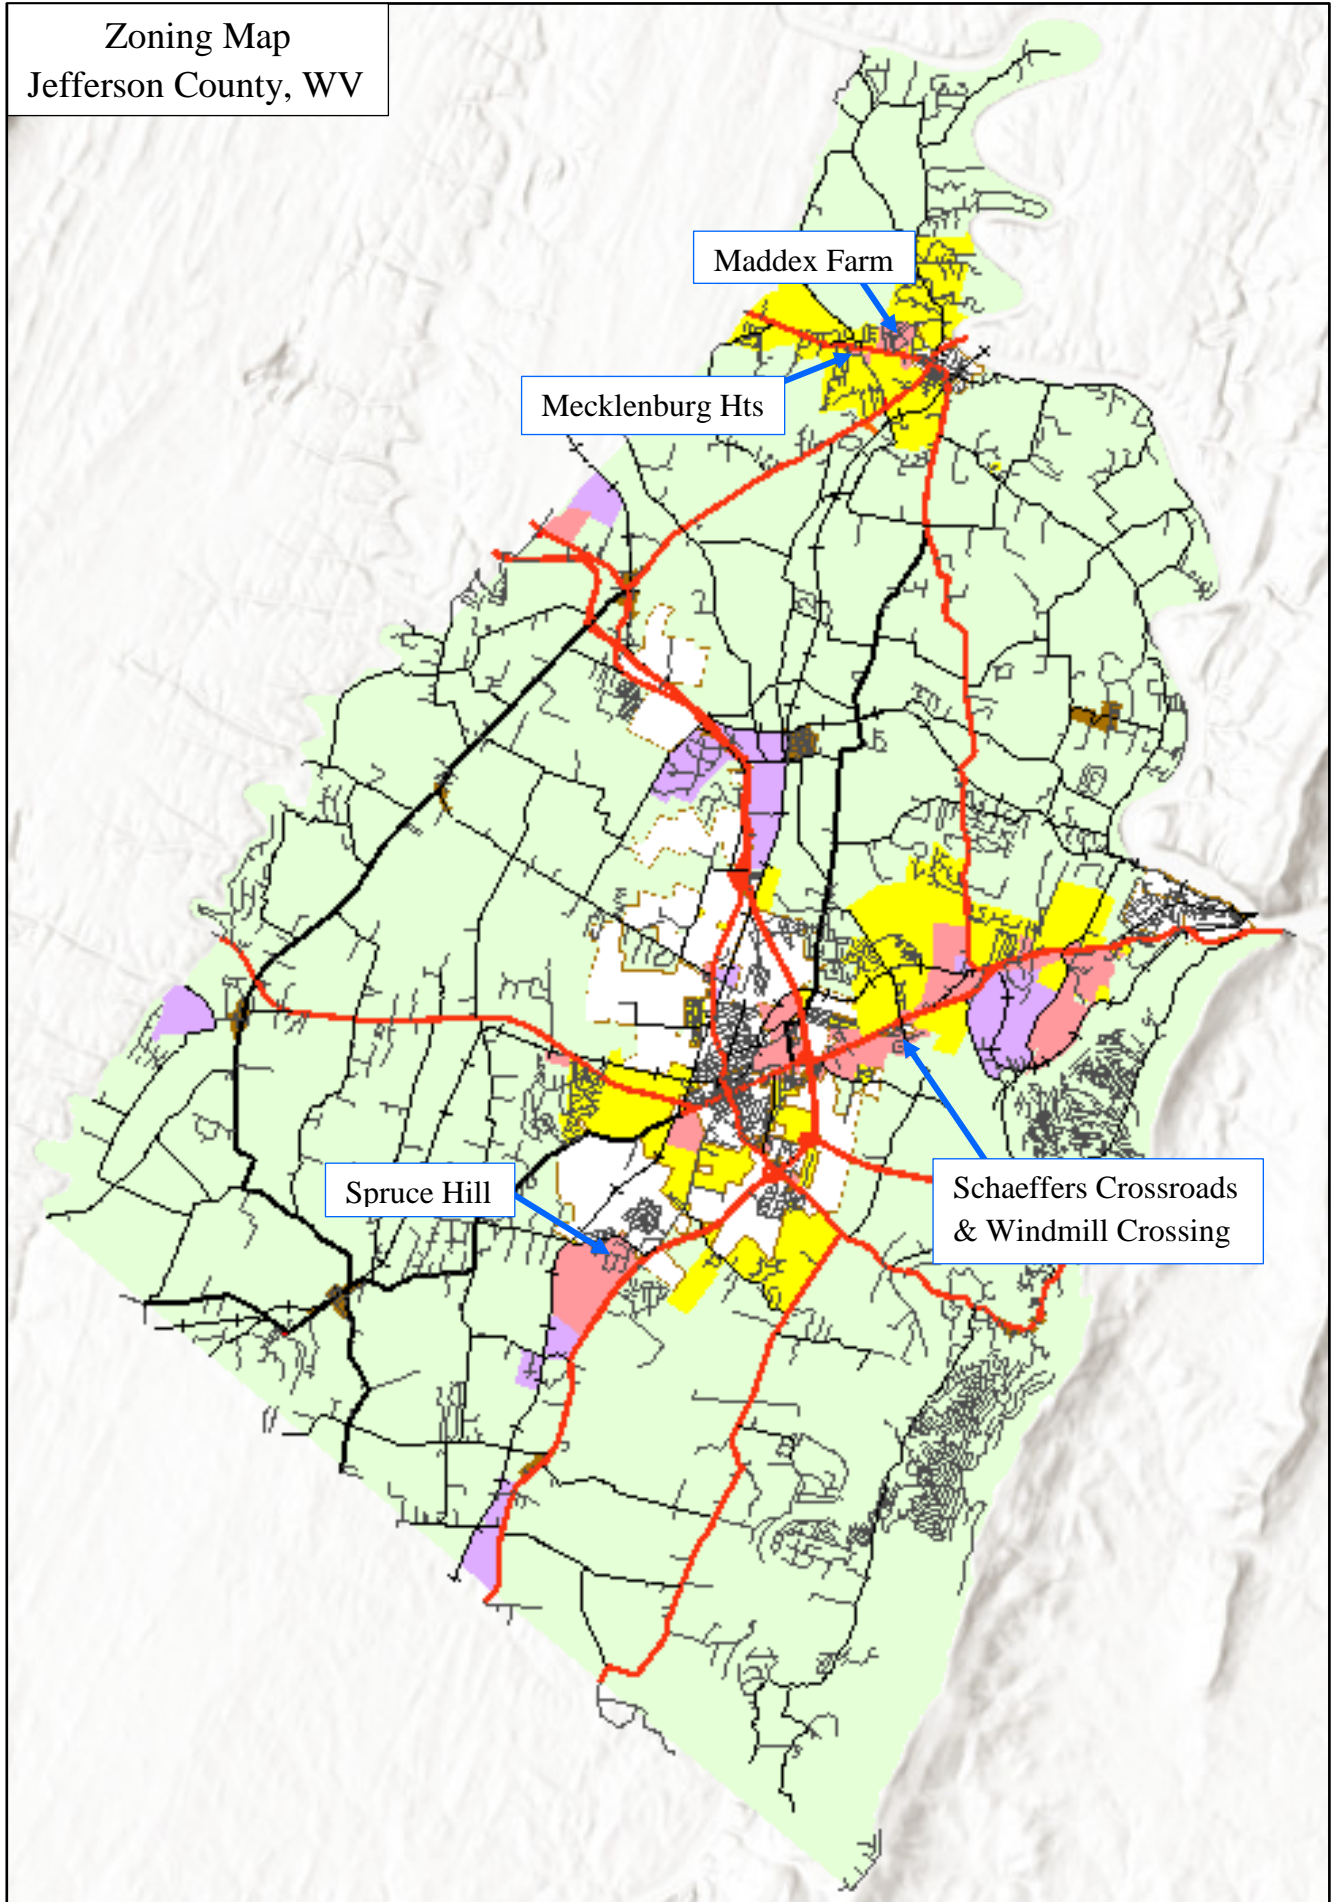 Zoning Map
Jefferson County, WV
Maddex Farm
Mecklenburg Hts
Spruce Hill
Schaeffers Crossroads
& Windmill Crossing